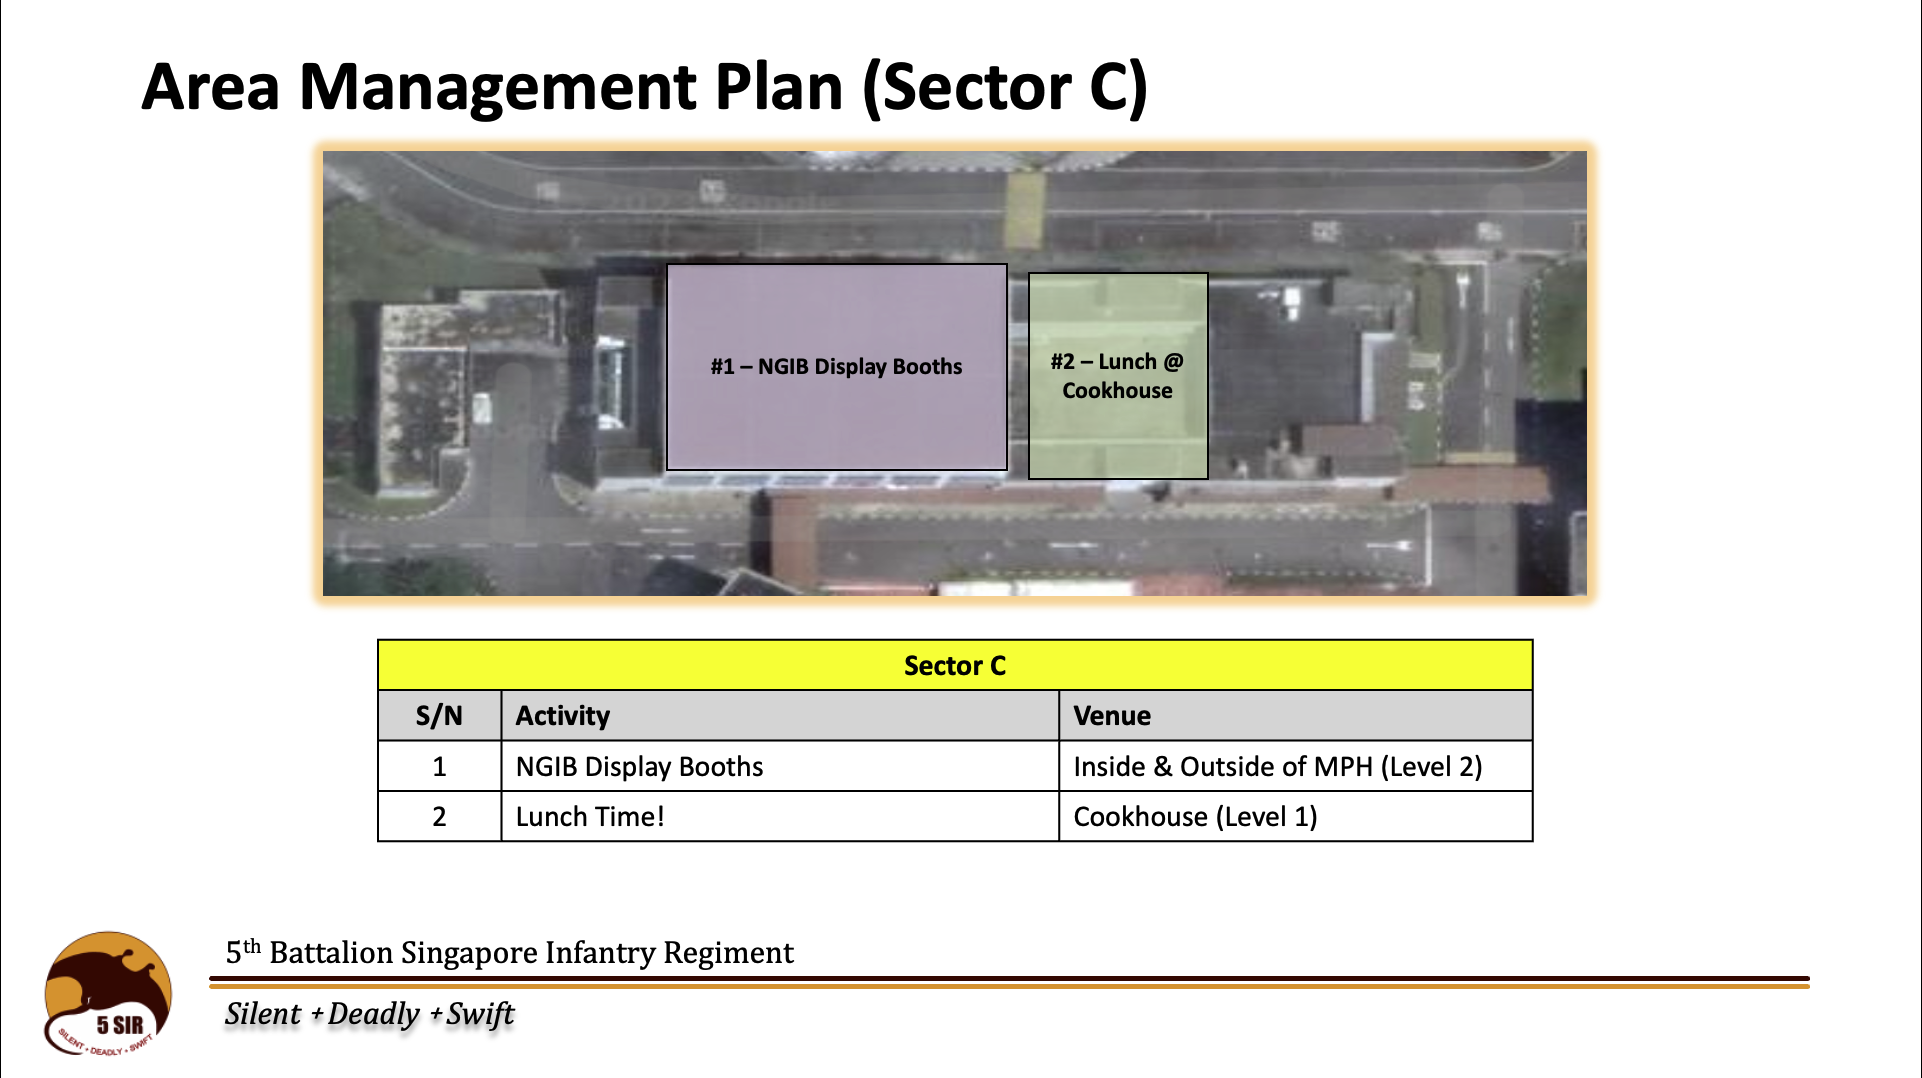 Area Management Plan (Sector C)
#1 – NGIB Display Booths
#2 – Lunch @
Cookhouse
Sector C
S/N Activity Venue
1 NGIB Display Booths Inside & Outside of MPH (Level 2)
2 Lunch Time! Cookhouse (Level 1)
5th Battalion Singapore Infantry Regiment
Silent + Deadly + Swift
5 SIR
SILENT + DEADLY + SWIFT